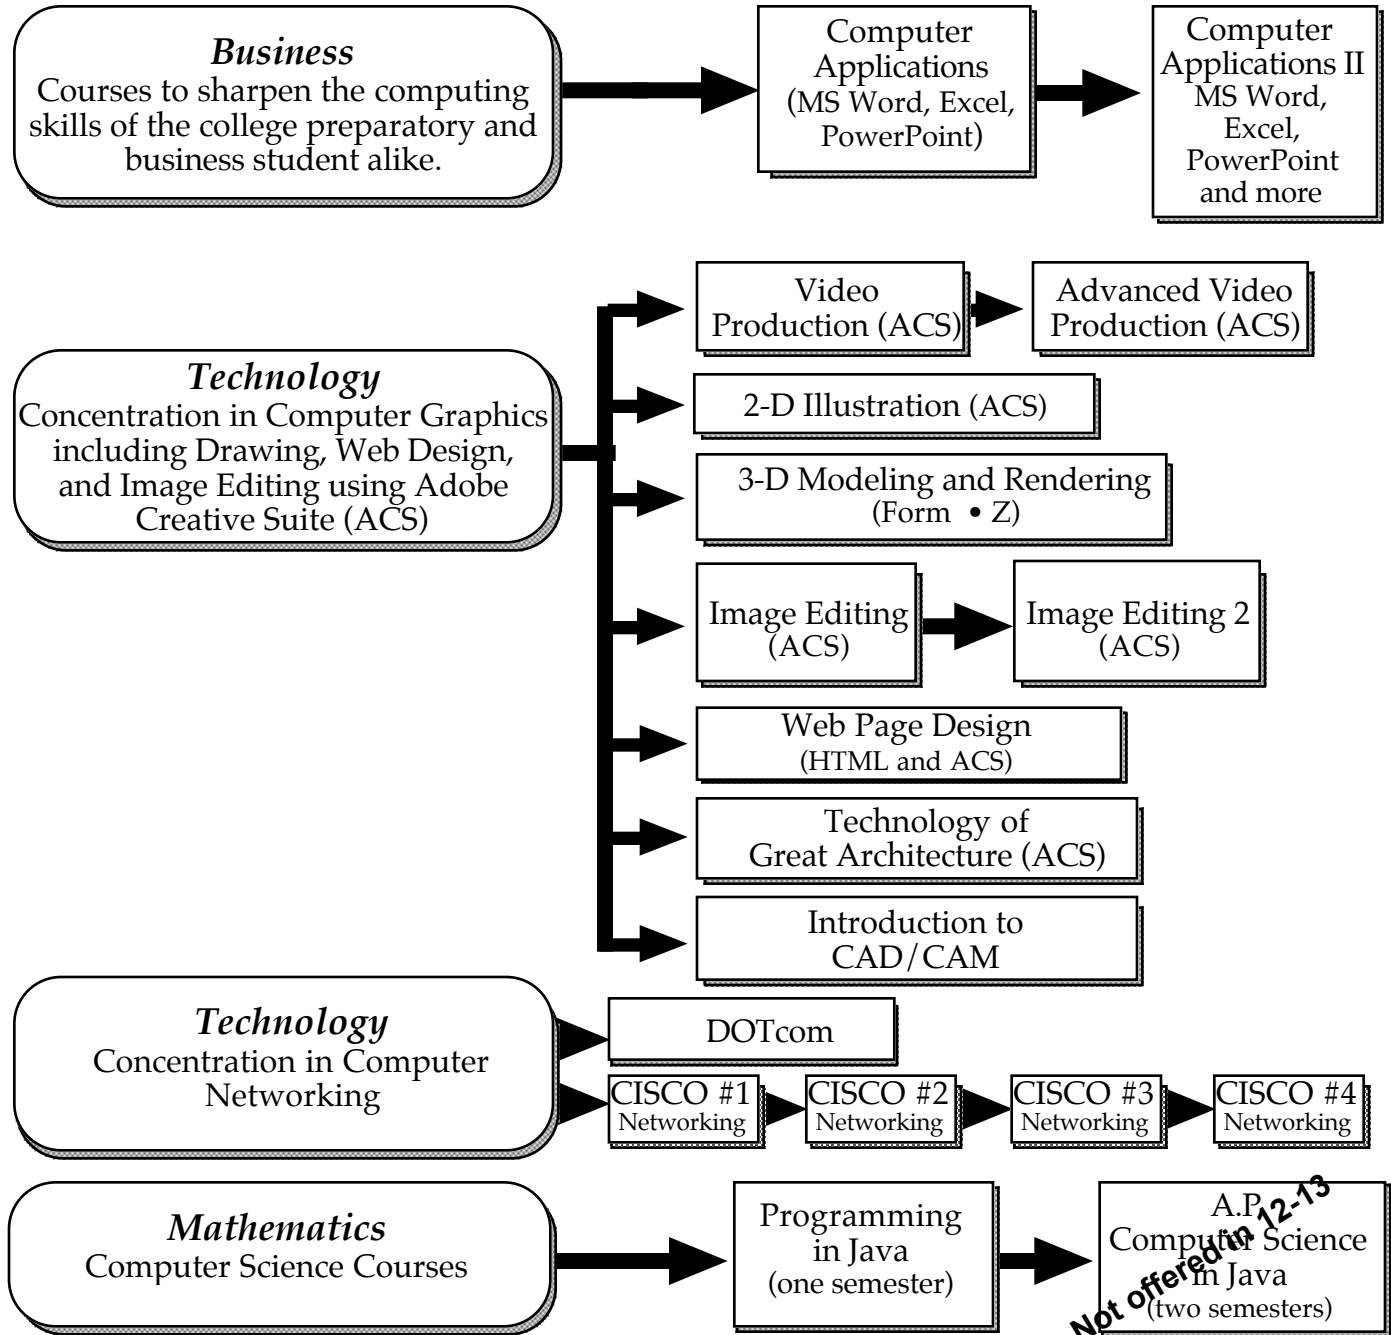 Business
Courses to sharpen the computing
skills of the college preparatory and
business student alike.
Computer
Applications
(MS Word, Excel,
PowerPoint)
Computer
Applications II
MS Word,
Excel,
PowerPoint
and more
Technology
Concentration in Computer Graphics
including Drawing, Web Design,
and Image Editing using Adobe
Creative Suite (ACS)
Video
Production (ACS)
Advanced Video
Production (ACS)
2-D Illustration (ACS)
3-D Modeling and Rendering
(Form • Z)
Image Editing
(ACS)
Image Editing 2
(ACS)
Web Page Design
(HTML and ACS)
Technology of
Great Architecture (ACS)
Introduction to
CAD/CAM
Technology
Concentration in Computer
Networking
DOTcom
CISCO #1
Networking
CISCO #2
Networking
CISCO #3
Networking
CISCO #4
Networking
Mathematics
Computer Science Courses
Programming
in Java
(one semester)
A.P.
Computer Science
in Java
(two semesters)
Not offered in 12-13